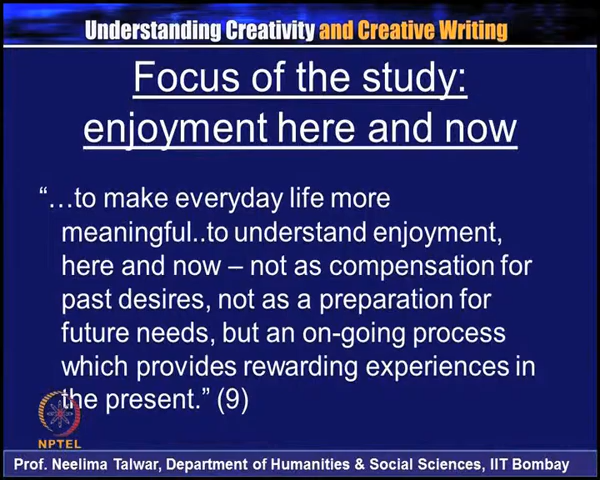 Understanding Creativity and Creative Writing
Focus of the study:
enjoyment here and now
“…to make everyday life more
meaningful..to understand enjoyment,
here and now – not as compensation for
past desires, not as a preparation for
future needs, but an on-going process
which provides rewarding experiences in
the present.” (9)
NPTEL
Prof. Neelima Talwar, Department of Humanities & Social Sciences, IIT Bombay